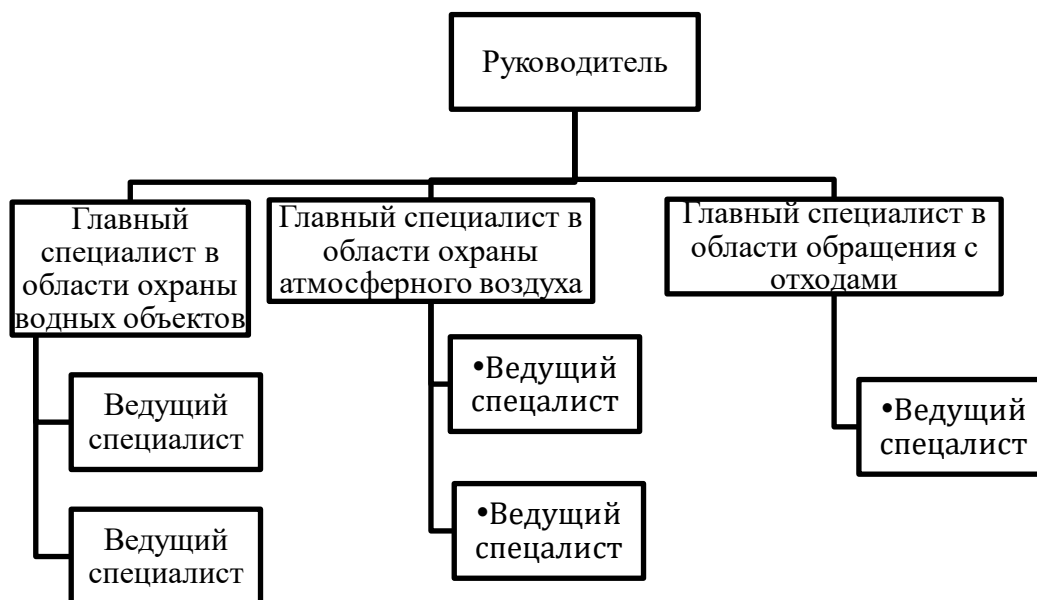 Руководитель
Главный
специалист в
области охраны
водных объектов
Главный специалист в
области охраны
атмосферного воздуха
Главный специалист в
области обращения с
отходами
Ведущий
специалист
Ведущий
специалист
•Ведущий
спецалист
•Ведущий
спецалист
•Ведущий
спецалист